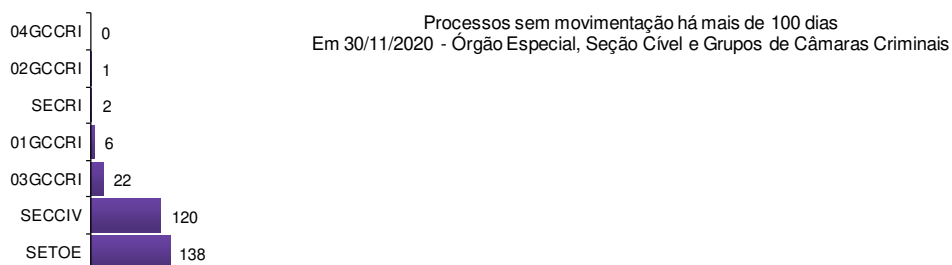 Processos sem movimentação há mais de 100 dias
Em 30/11/2020 - Órgão Especial, Seção Cível e Grupos de Câmaras Criminais
04GCCRI 0
02GCCRI 1
SECRI 2
01GCCRI 6
03GCCRI 22
SECCIV 120
SETOE 138